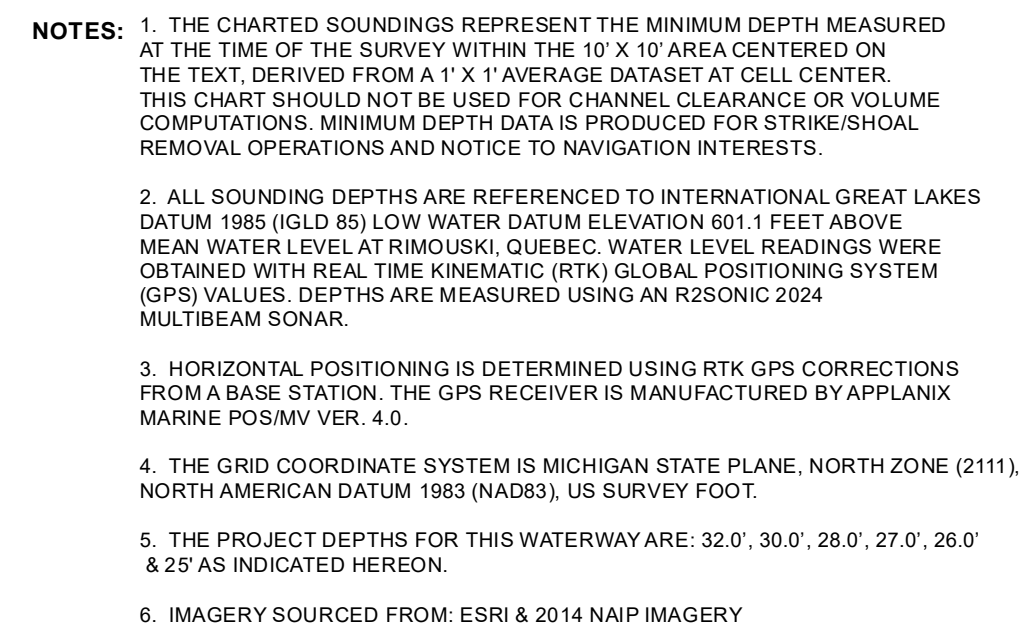 NOTES: 1. THE CHARTED SOUNDINGS REPRESENT THE MINIMUM DEPTH MEASURED
AT THE TIME OF THE SURVEY WITHIN THE 10’ X 10’ AREA CENTERED ON
THE TEXT, DERIVED FROM A 1' X 1' AVERAGE DATASET AT CELL CENTER.
THIS CHART SHOULD NOT BE USED FOR CHANNEL CLEARANCE OR VOLUME
COMPUTATIONS. MINIMUM DEPTH DATA IS PRODUCED FOR STRIKE/SHOAL
REMOVAL OPERATIONS AND NOTICE TO NAVIGATION INTERESTS.
2. ALL SOUNDING DEPTHS ARE REFERENCED TO INTERNATIONAL GREAT LAKES
DATUM 1985 (IGLD 85) LOW WATER DATUM ELEVATION 601.1 FEET ABOVE
MEAN WATER LEVEL AT RIMOUSKI, QUEBEC. WATER LEVEL READINGS WERE
OBTAINED WITH REAL TIME KINEMATIC (RTK) GLOBAL POSITIONING SYSTEM
(GPS) VALUES. DEPTHS ARE MEASURED USING AN R2SONIC 2024
MULTIBEAM SONAR.
3. HORIZONTAL POSITIONING IS DETERMINED USING RTK GPS CORRECTIONS
FROM A BASE STATION. THE GPS RECEIVER IS MANUFACTURED BY APPLANIX
MARINE POS/MV VER. 4.0.
4. THE GRID COORDINATE SYSTEM IS MICHIGAN STATE PLANE, NORTH ZONE (2111),
NORTH AMERICAN DATUM 1983 (NAD83), US SURVEY FOOT.
5. THE PROJECT DEPTHS FOR THIS WATERWAY ARE: 32.0’, 30.0’, 28.0’, 27.0’, 26.0’
& 25' AS INDICATED HEREON.
6. IMAGERY SOURCED FROM: ESRI & 2014 NAIP IMAGERY